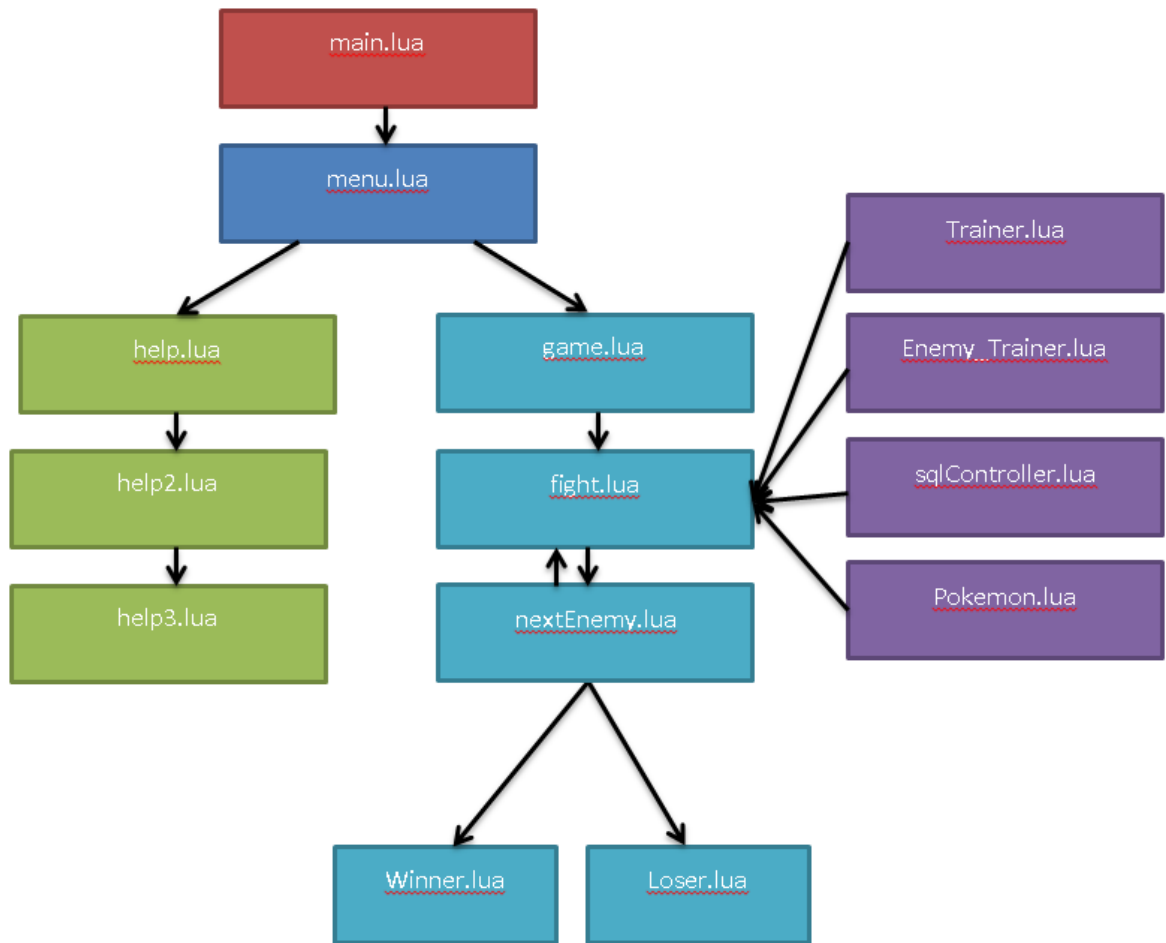 main.lua
menu.lua
Trainer.lua
help.lua
game.lua
Enemy_Trainer.lua
help2.lua
fight.lua
sqlController.lua
help3.lua
nextEnemy.lua
Pokemon.lua
Winner.lua
Loser.lua